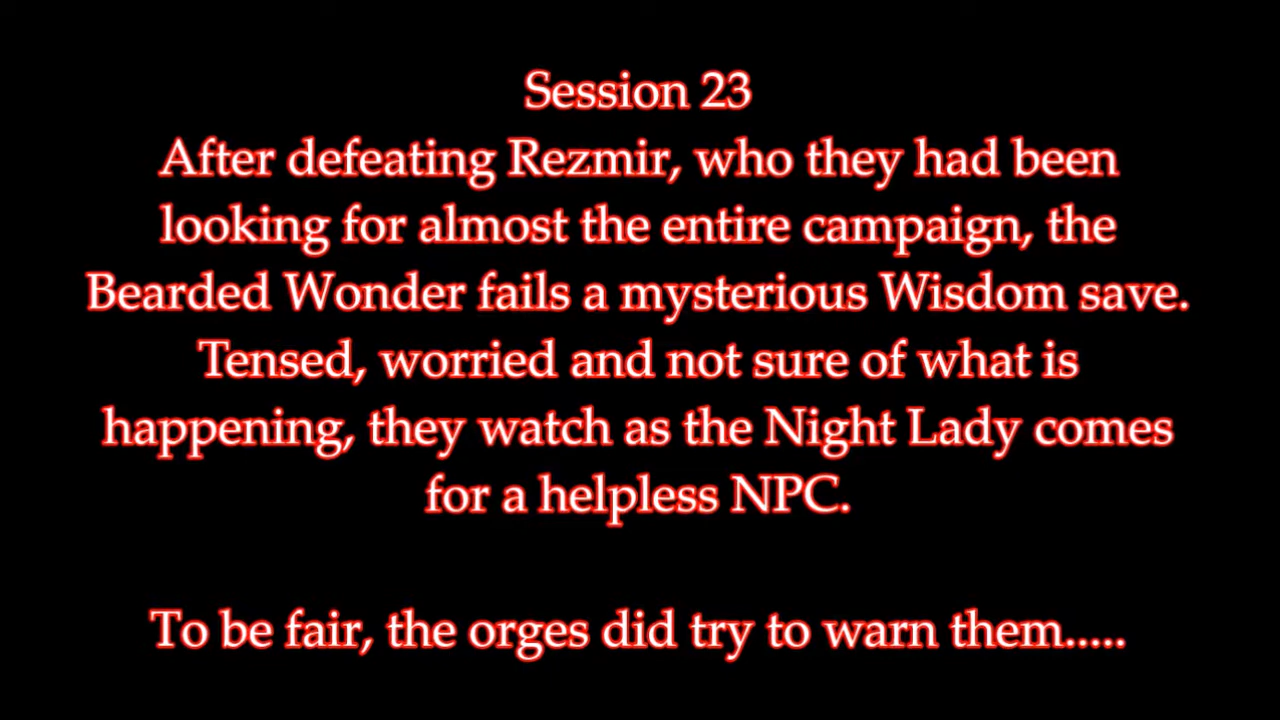 Session 23
After defeating Rezmir, who they had been
looking for almost the entire campaign, the
Bearded Wonder fails a mysterious Wisdom save.
Tensed, worried and not sure of what is
happening, they watch as the Night Lady comes
for a helpless NPC.
To be fair, the orges did try to warn them.....